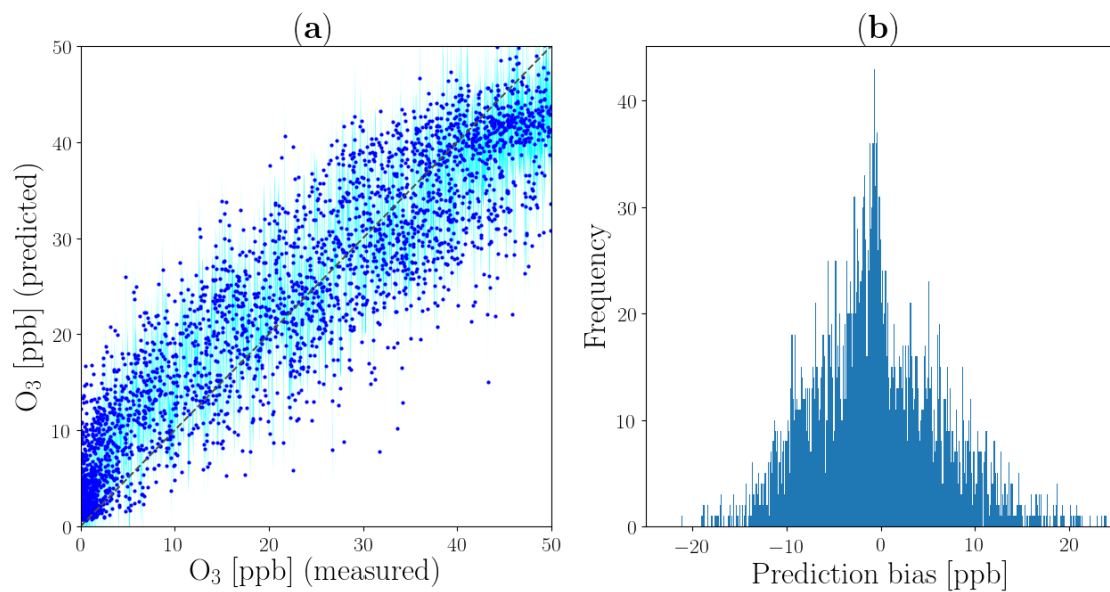 (a)
50
40
30
20
10
0
O₃ [ppb] (predicted)
0 10 20 30 40 50
O₃ [ppb] (measured)
(b)
40
30
20
10
0
Frequency
−20 −10 0 10 20
Prediction bias [ppb]